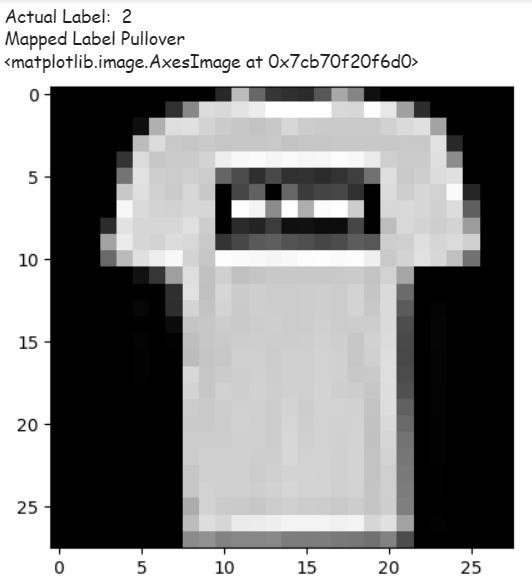 Actual Label:  2
Mapped Label Pullover
<matplotlib.image.AxesImage at 0x7cb70f20f6d0>
0
5
10
15
20
25
0 5 10 15 20 25